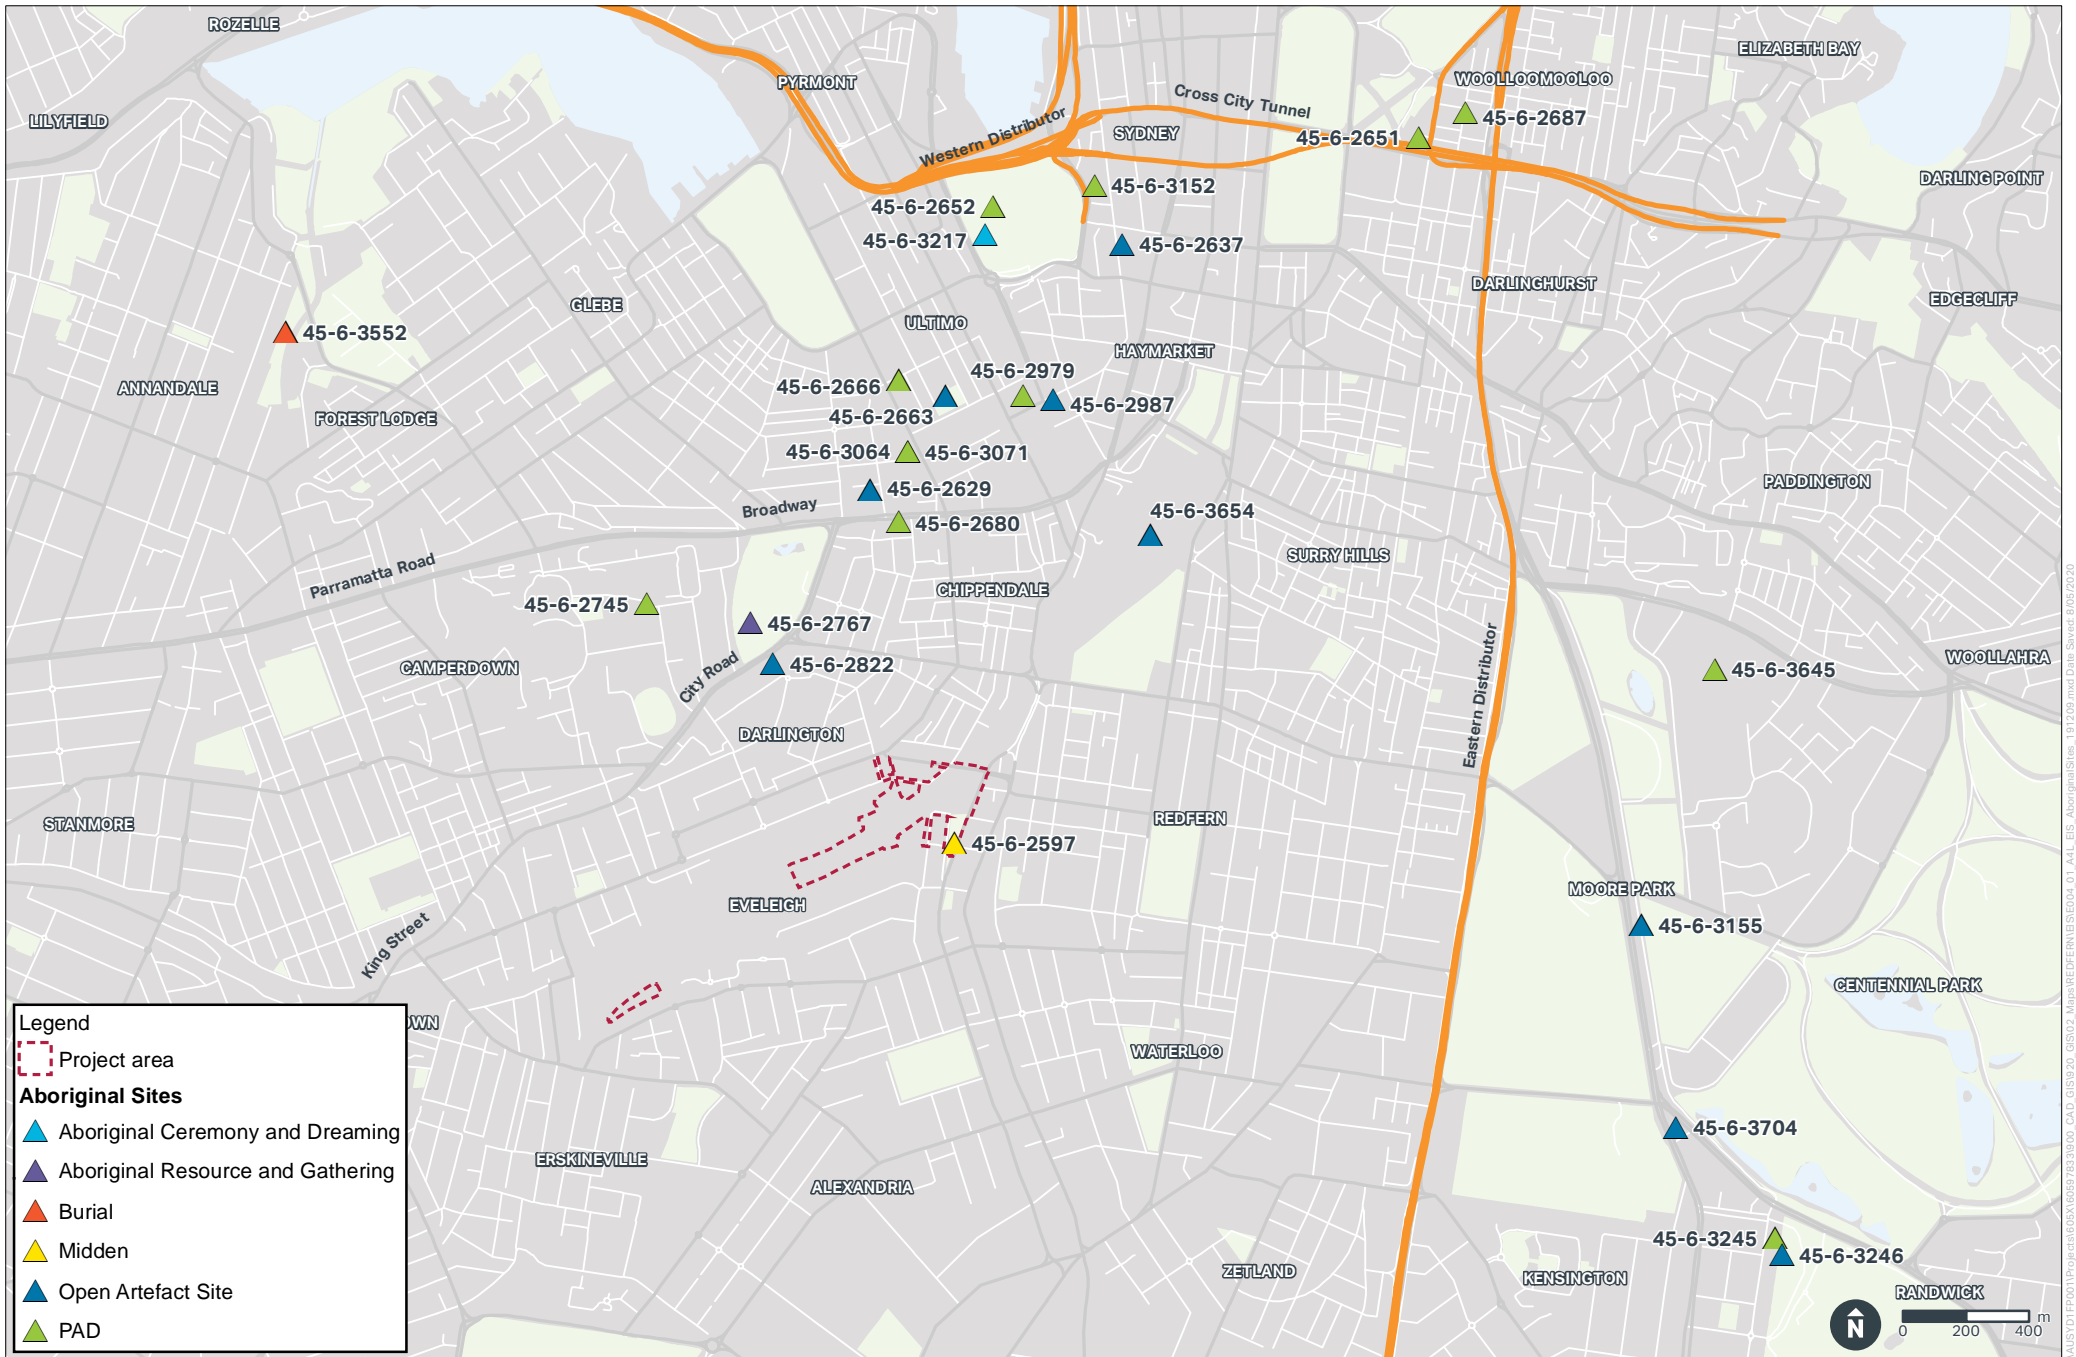 ROZELLE
ELIZABETH BAY
PYRMONT
WOOLLOOMOOLOO
LILYFIELD
Cross City Tunnel
45-6-2687
Western Distributor
SYDNEY
45-6-2651
DARLING POINT
45-6-3152
45-6-2652
45-6-3217
45-6-2637
DARLINGHURST
EDGECLIFF
GLEBE
ULTIMO
45-6-3552
HAYMARKET
ANNANDALE
45-6-2979
45-6-2666
45-6-2987
FOREST LODGE
45-6-2663
45-6-3064
45-6-3071
PADDINGTON
45-6-2629
Broadway
45-6-3654
45-6-2680
SURRY HILLS
Parramatta Road
CHIPPENDALE
45-6-2745
45-6-2767
WOOLLAHRA
CAMPERDOWN
45-6-2822
City Road
45-6-3645
Eastern Distributor
DARLINGTON
STANMORE
REDFERN
45-6-2597
MOORE PARK
EVELEIGH
45-6-3155
King Street
CENTENNIAL PARK
OWN
WATERLOO
45-6-3704
ERSKINEVILLE
ALEXANDRIA
45-6-3245
45-6-3246
ZETLAND
KENSINGTON
RANDWICK
Legend
Project area
Aboriginal Sites
Aboriginal Ceremony and Dreaming
Aboriginal Resource and Gathering
Burial
Midden
Open Artefact Site
PAD
N
0 200 400 m